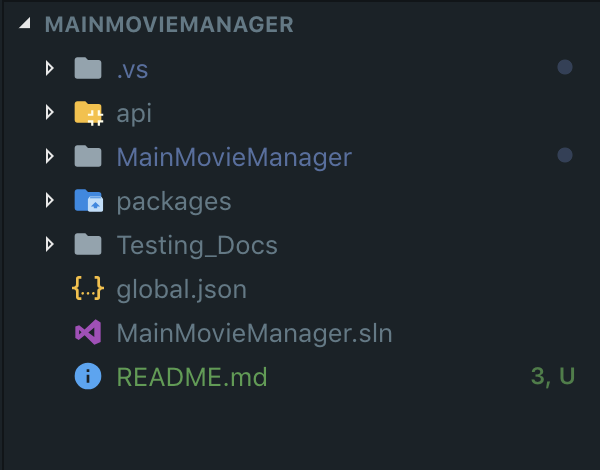 MAINMOVIEMANAGER
.vs
api
MainMovieManager
packages
Testing_Docs
{..} global.json
MainMovieManager.sln
i README.md 3, U